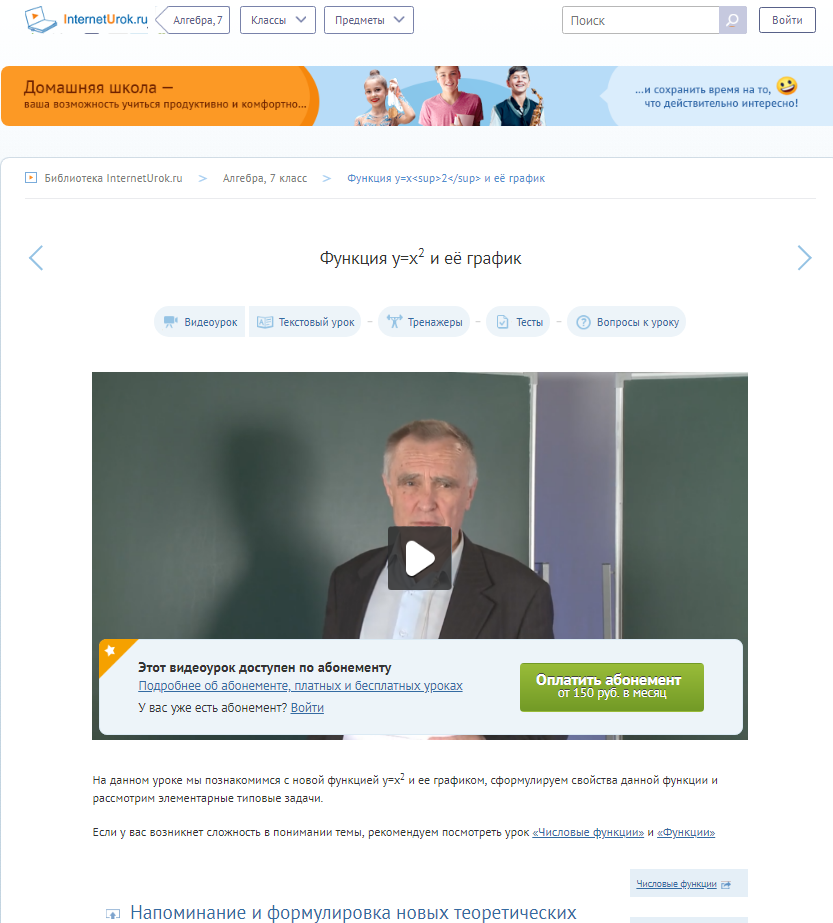 InternetUrok.ru
Алгебра, 7
Классы
Предметы
Поиск
Войти
Домашняя школа —
ваша возможность учиться продуктивно и комфортно...
...и сохранить время на то,
что действительно интересно!
Библиотека InternetUrok.ru > Алгебра, 7 класс > Функция y=x<sup>2</sup> и её график
Функция y=x² и её график
Видеоурок
Текстовый урок
Тренажеры
Тесты
Вопросы к уроку
Этот видеоурок доступен по абонементу
Подробнее об абонементе, платных и бесплатных уроках
У вас уже есть абонемент? Войти
Оплатить абонемент
от 150 руб. в месяц
На данном уроке мы познакомимся с новой функцией y=x² и ее графиком, сформулируем свойства данной функции и
рассмотрим элементарные типовые задачи.
Если у вас возникнет сложность в понимании темы, рекомендуем посмотреть урок «Числовые функции» и «Функции»
Числовые функции
Напоминание и формулировка новых теоретических